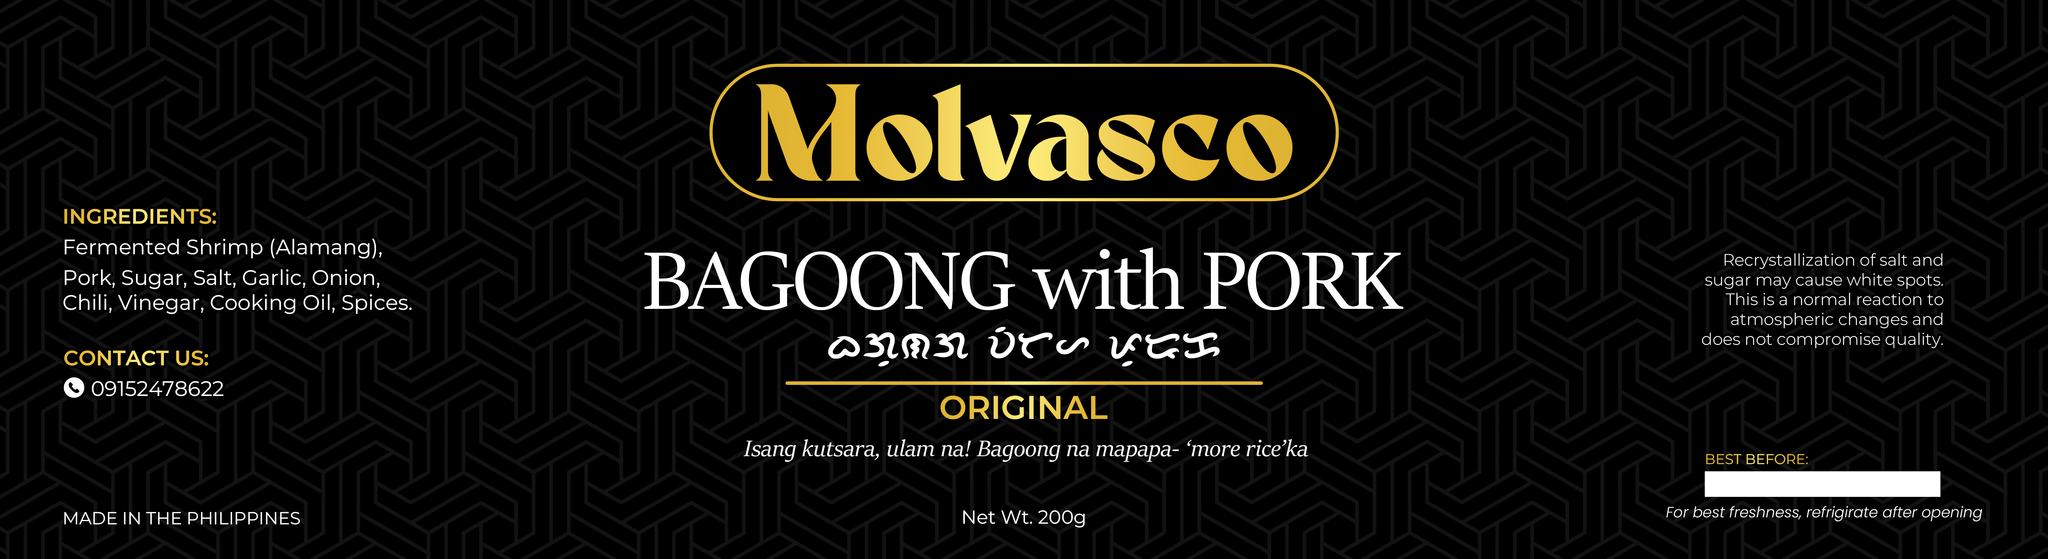 Molvasco
INGREDIENTS:
Fermented Shrimp (Alamang),
Pork, Sugar, Salt, Garlic, Onion,
Chili, Vinegar, Cooking Oil, Spices.
CONTACT US:
09152478622
MADE IN THE PHILIPPINES
BAGOONG with PORK
ORIGINAL
Isang kutsara, ulam na! Bagoong na mapapa- ‘more rice’ka
Net Wt. 200g
Recrystallization of salt and
sugar may cause white spots.
This is a normal reaction to
atmospheric changes and
does not compromise quality.
BEST BEFORE:
For best freshness, refrigirate after opening